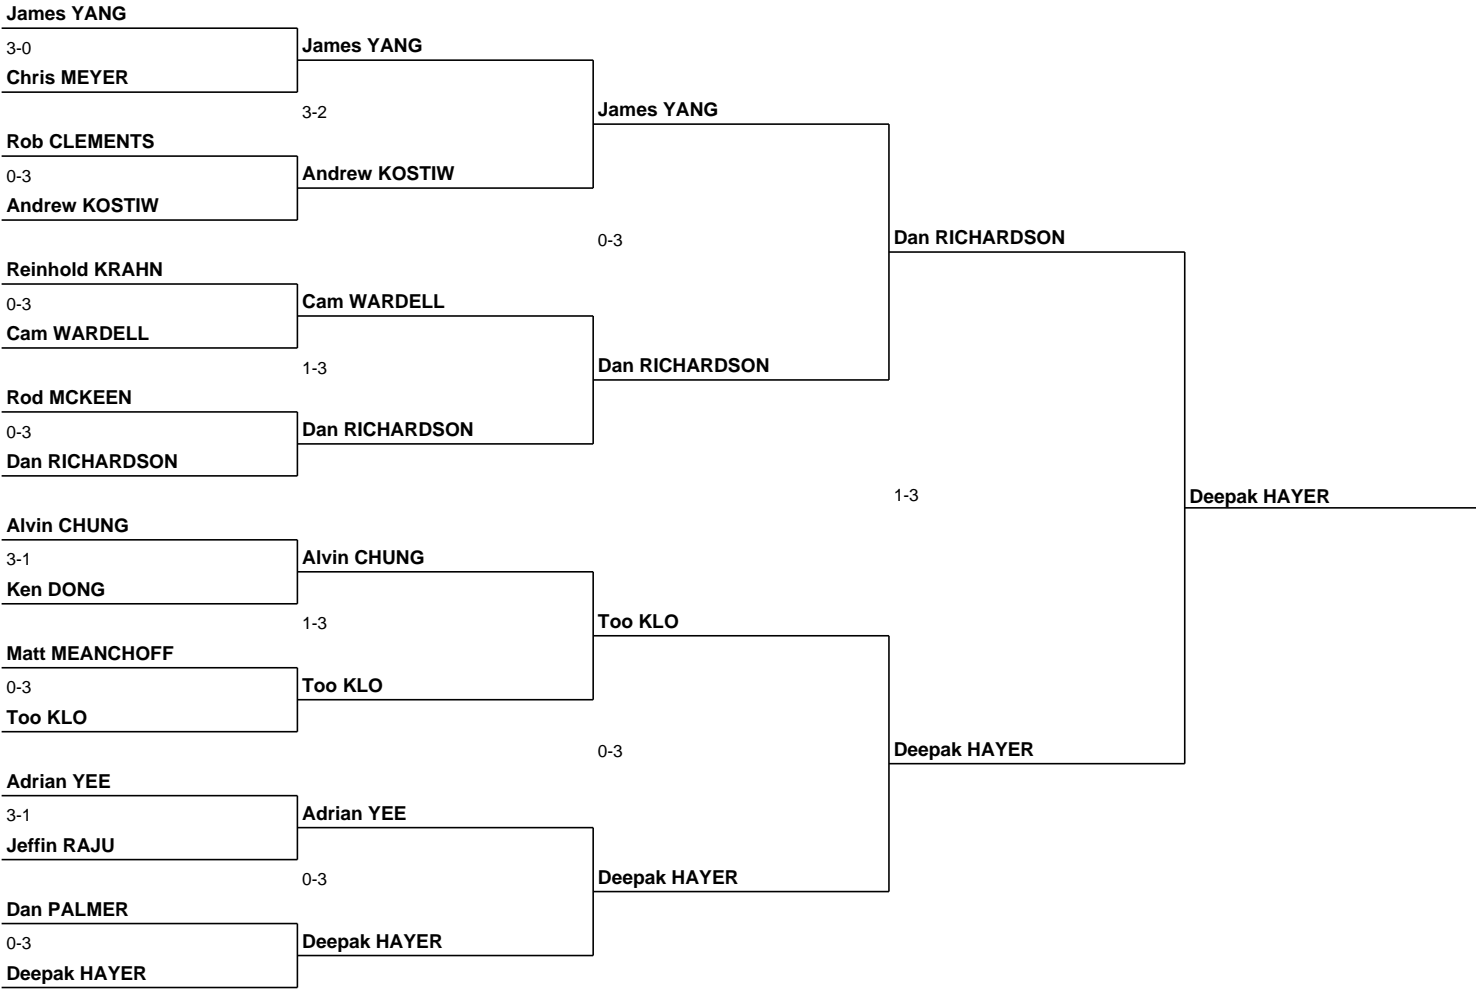 James YANG
3-0
James YANG
Chris MEYER
3-2
James YANG
Rob CLEMENTS
0-3
Andrew KOSTIW
Andrew KOSTIW
0-3
Dan RICHARDSON
Reinhold KRAHN
0-3
Cam WARDELL
Cam WARDELL
1-3
Dan RICHARDSON
Rod MCKEEN
0-3
Dan RICHARDSON
Dan RICHARDSON
1-3
Deepak HAYER
Alvin CHUNG
3-1
Alvin CHUNG
Ken DONG
1-3
Too KLO
Matt MEANCHOFF
0-3
Too KLO
Too KLO
0-3
Deepak HAYER
Adrian YEE
3-1
Adrian YEE
Jeffin RAJU
0-3
Deepak HAYER
Dan PALMER
0-3
Deepak HAYER
Deepak HAYER